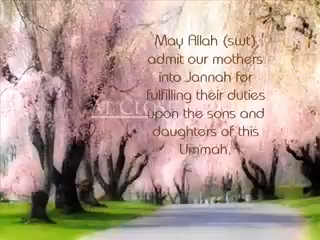 May Allah (swt)
admit our mothers
into Jannah for
fulfilling their duties
upon the sons and
daughters of this
Ummah.